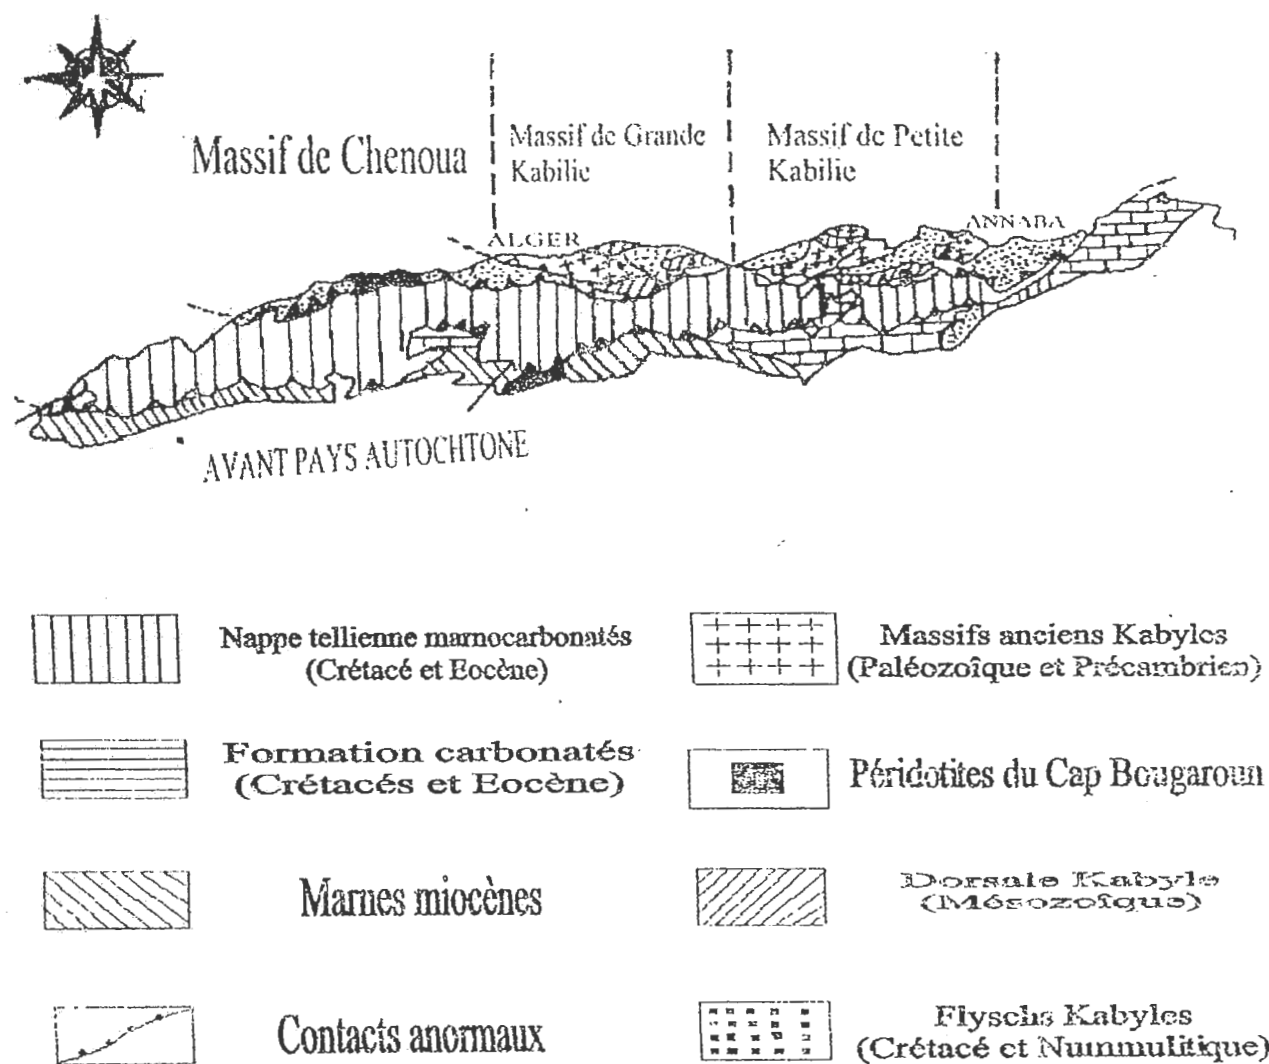 Massif de Chenoua
Massif de Grande
Kabilie
Massif de Petite
Kabilie
ALGER
ANNABA
AVANT PAYS AUTOCHTONE
Nappe tellienne marnocarbonatés
(Crétacé et Eocène)
Formation carbonatés
(Crétacés et Eocène)
Marnes miocènes
Contacts anormaux
Massifs anciens Kabyles
(Paléozoîque et Précambrien)
Péridotites du Cap Bougaroun
Dorsale Kabyle
(Mésozoîque)
Flyschs Kabyles
(Crétacé et Nummulitique)